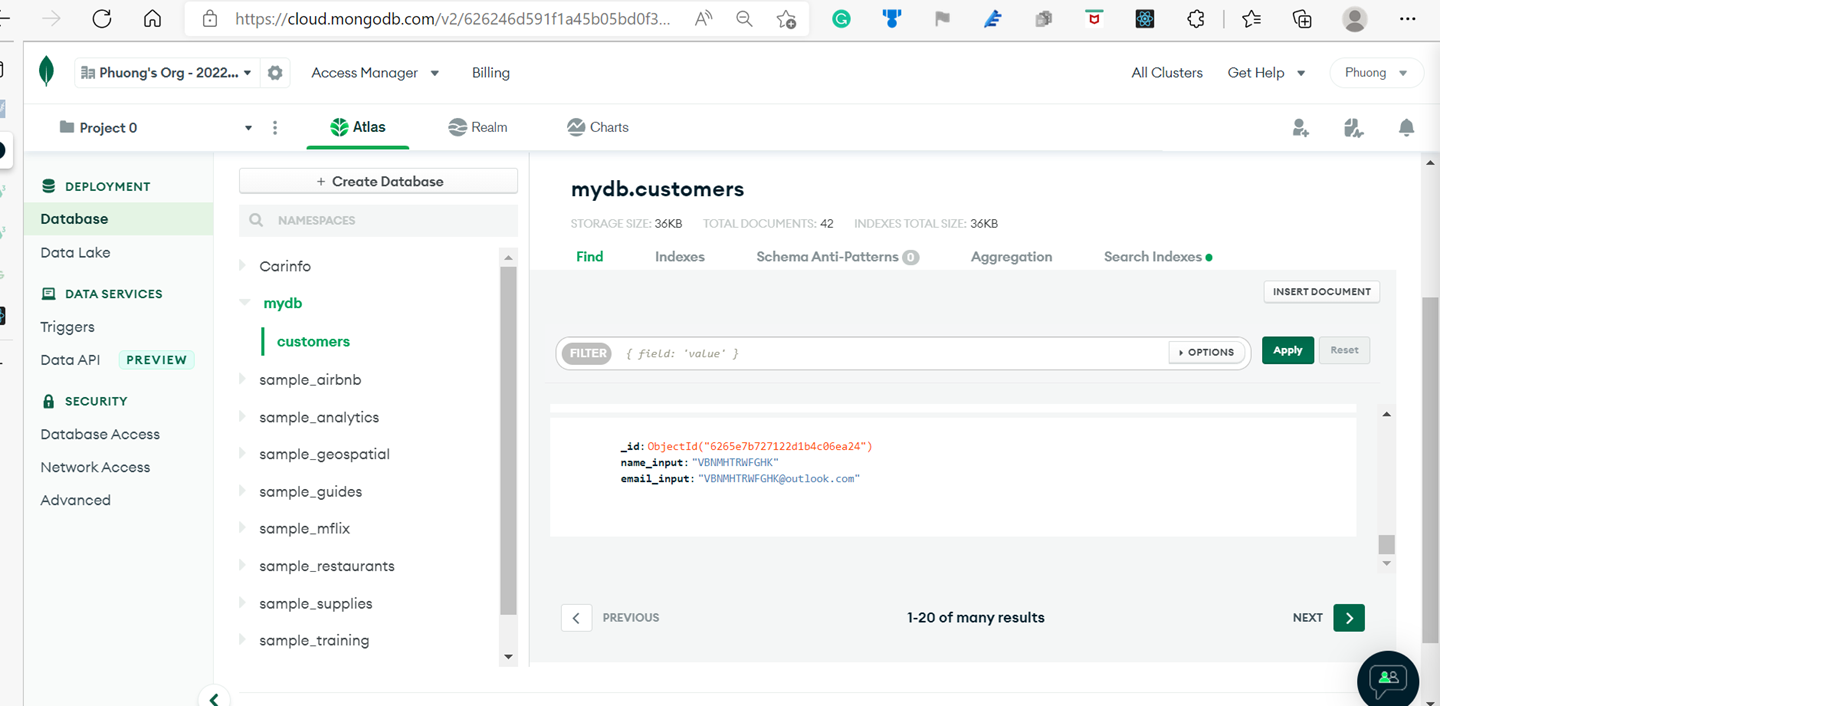 https://cloud.mongodb.com/v2/626246d591f1a45b05bd0f3...
Phuong's Org - 2022... Access Manager Billing All Clusters Get Help Phuong
Project 0 Atlas Realm Charts
DEPLOYMENT
Database
Data Lake
DATA SERVICES
Triggers
Data API PREVIEW
SECURITY
Database Access
Network Access
Advanced
+ Create Database
NAMESPACES
Carinfo
mydb
customers
sample_airbnb
sample_analytics
sample_geospatial
sample_guides
sample_mflix
sample_restaurants
sample_supplies
sample_training
mydb.customers
STORAGE SIZE: 36KB TOTAL DOCUMENTS: 42 INDEXES TOTAL SIZE: 36KB
Find Indexes Schema Anti-Patterns 0 Aggregation Search Indexes
INSERT DOCUMENT
FILTER { field: 'value' } OPTIONS Apply Reset
_id: ObjectId("6265e7b727122d1b4c06ea24")
name_input: "VBNMHTRWFGHK"
email_input: "VBNMHTRWFGHK@outlook.com"
PREVIOUS 1-20 of many results NEXT